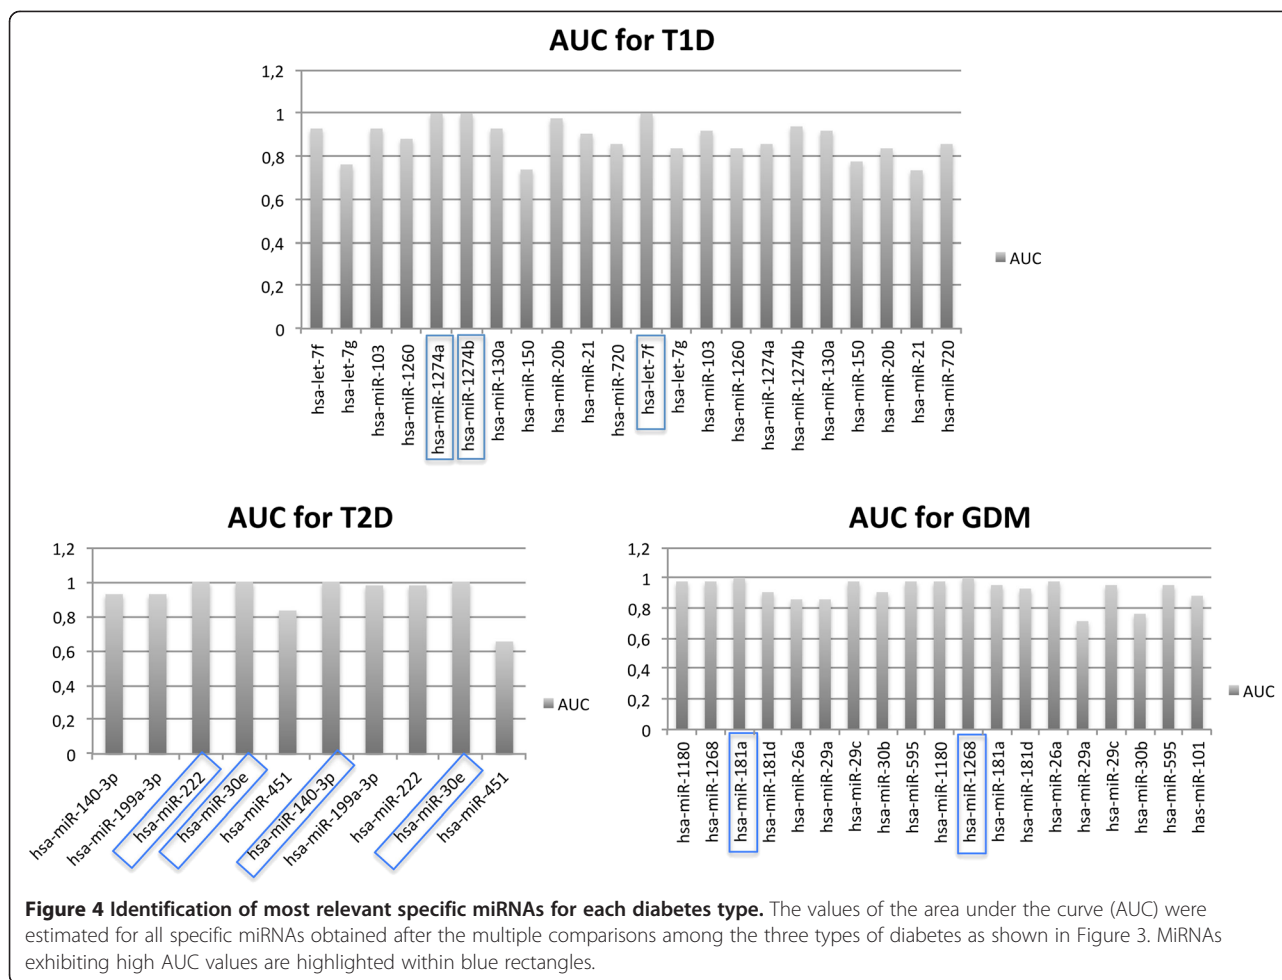 AUC for T1D
1,2
1
0,8
0,6
0,4
0,2
0
AUC
hsa-let-7f
hsa-let-7g
hsa-miR-103
hsa-miR-1260
hsa-miR-1274a
hsa-miR-1274b
hsa-miR-130a
hsa-miR-150
hsa-miR-20b
hsa-miR-21
hsa-miR-720
hsa-let-7f
hsa-let-7g
hsa-miR-103
hsa-miR-1260
hsa-miR-1274a
hsa-miR-1274b
hsa-miR-130a
hsa-miR-150
hsa-miR-20b
hsa-miR-21
hsa-miR-720
AUC for T2D
1,2
1
0,8
0,6
0,4
0,2
0
AUC
hsa-miR-140-3p
hsa-miR-199a-3p
hsa-miR-222
hsa-miR-30e
hsa-miR-451
hsa-miR-140-3p
hsa-miR-199a-3p
hsa-miR-222
hsa-miR-30e
hsa-miR-451
AUC for GDM
1,2
1
0,8
0,6
0,4
0,2
0
AUC
hsa-miR-1180
hsa-miR-1268
hsa-miR-181a
hsa-miR-181d
hsa-miR-26a
hsa-miR-29a
hsa-miR-29c
hsa-miR-30b
hsa-miR-595
hsa-miR-1180
hsa-miR-1268
hsa-miR-181a
hsa-miR-181d
hsa-miR-26a
hsa-miR-29a
hsa-miR-29c
hsa-miR-30b
hsa-miR-595
has-miR-101
Figure 4 Identification of most relevant specific miRNAs for each diabetes type. The values of the area under the curve (AUC) were
estimated for all specific miRNAs obtained after the multiple comparisons among the three types of diabetes as shown in Figure 3. MiRNAs
exhibiting high AUC values are highlighted within blue rectangles.